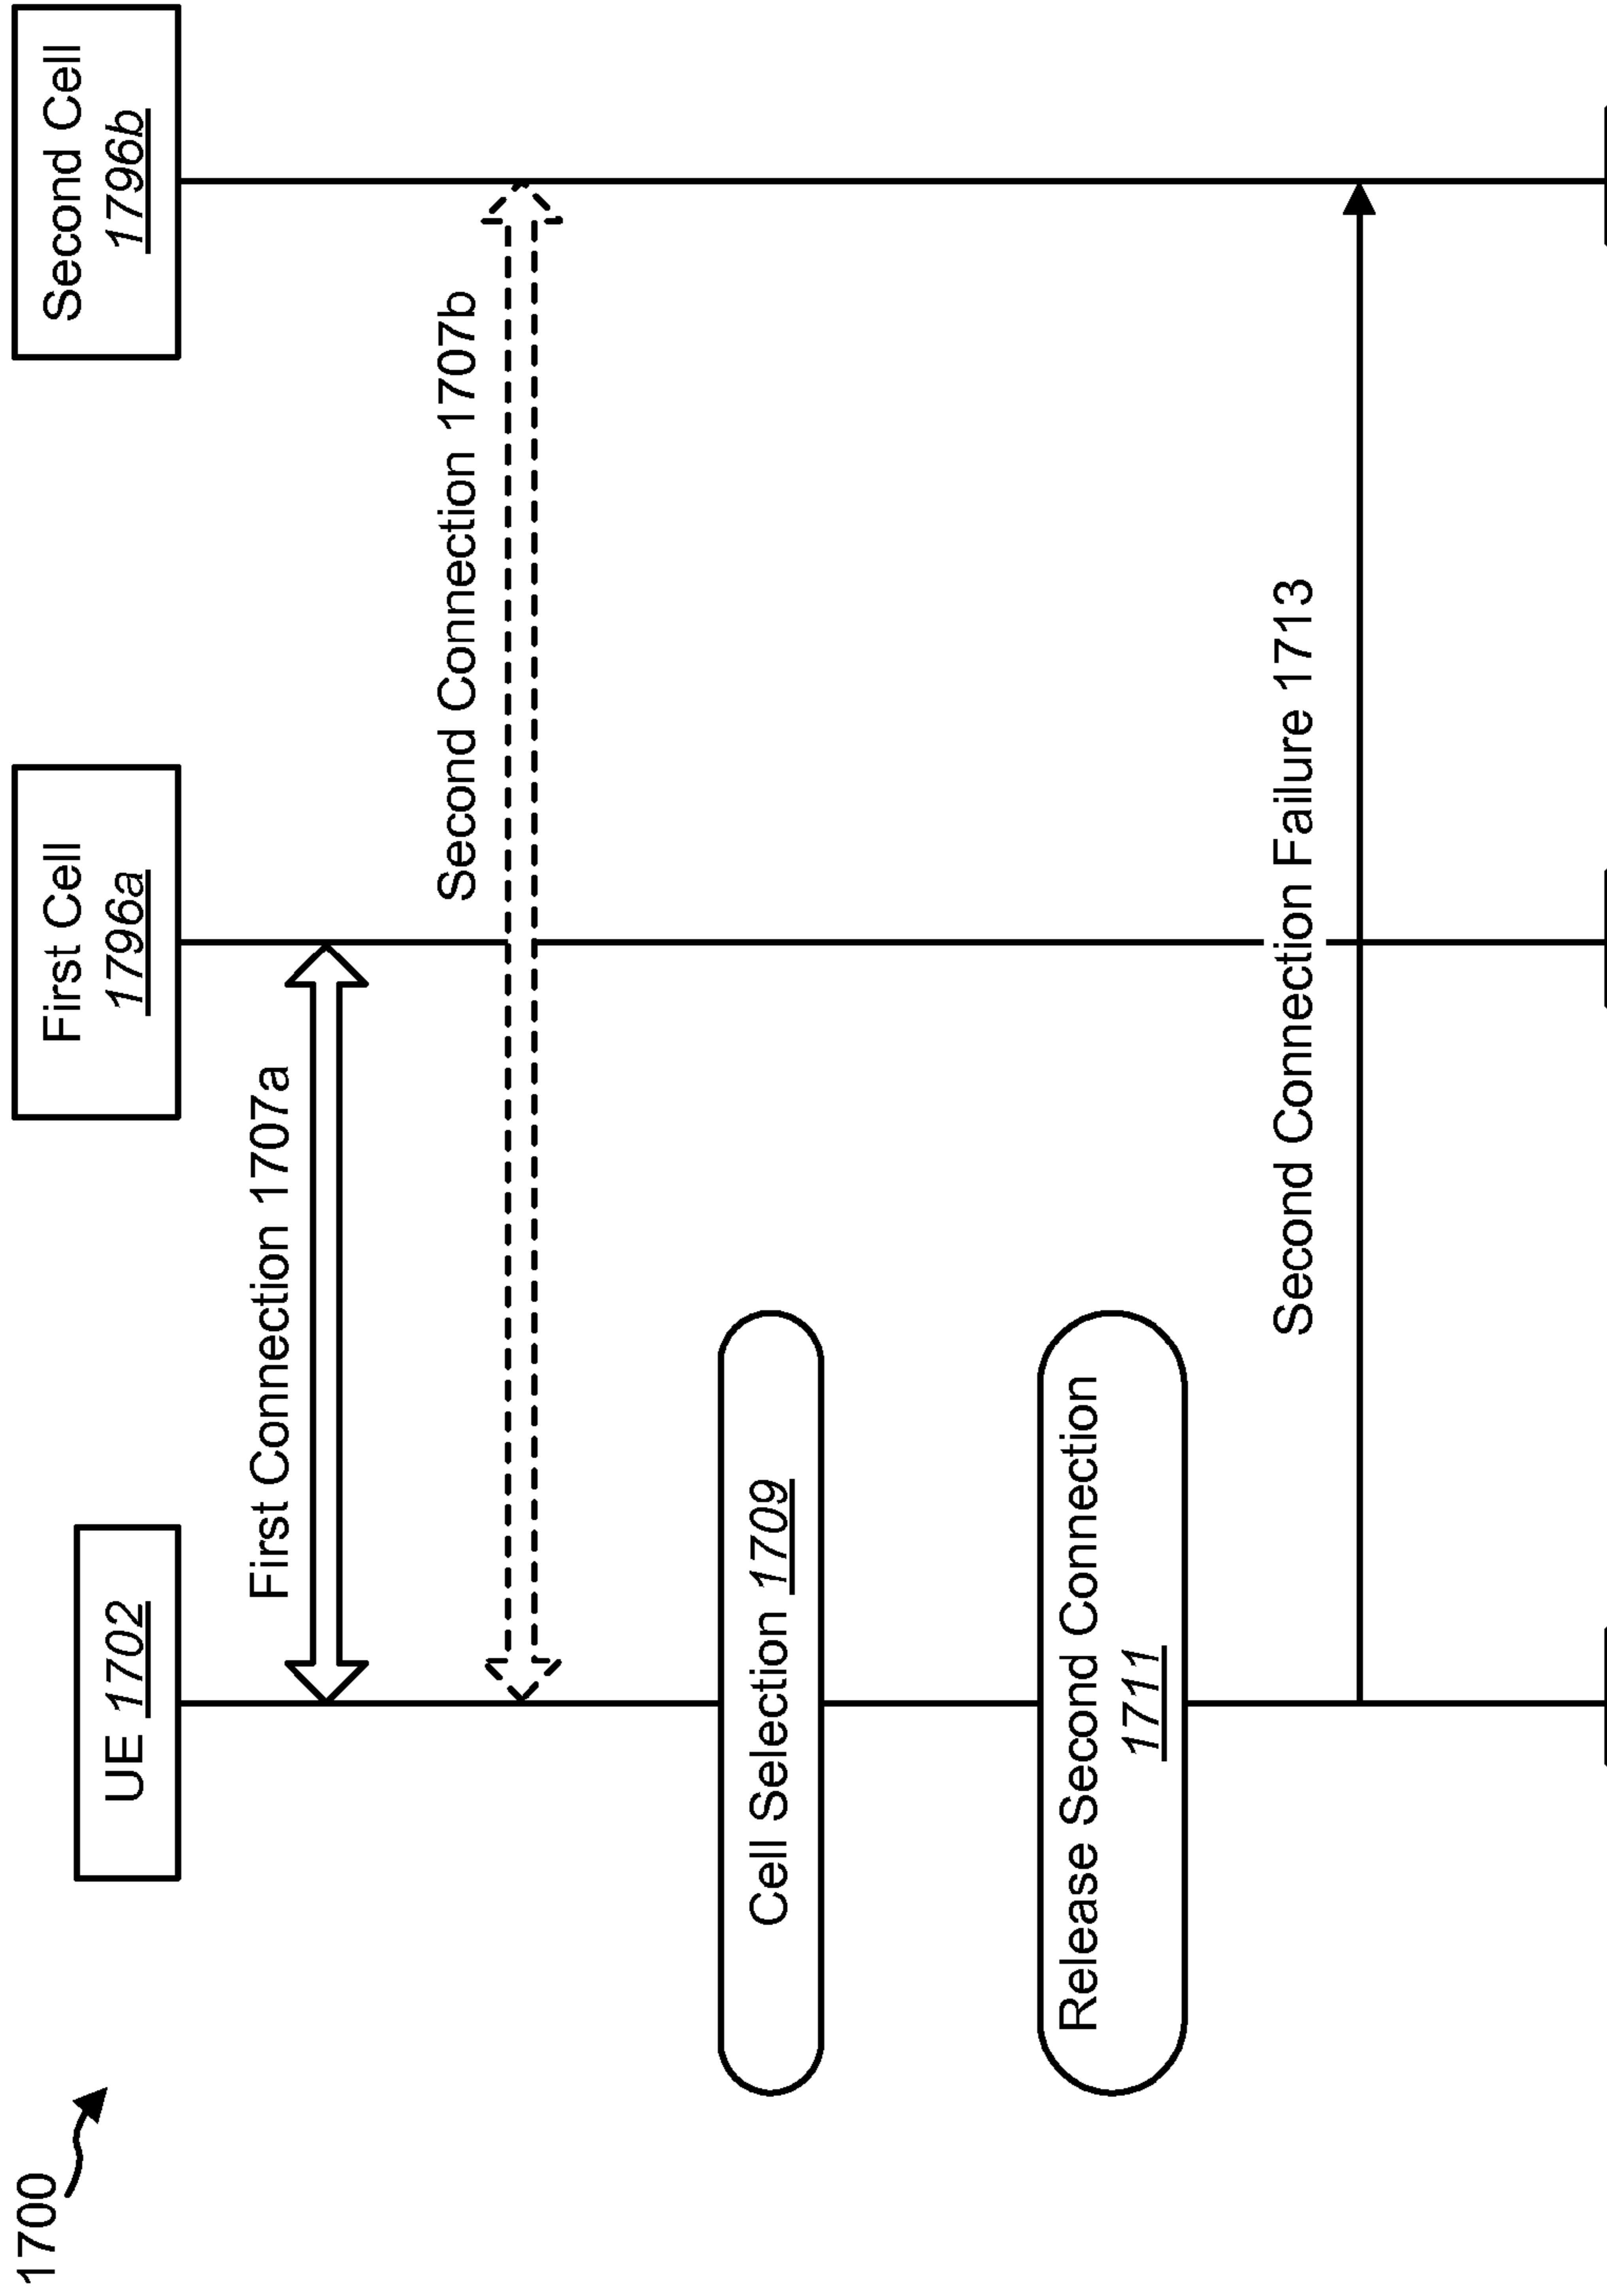 1700
UE 1702
First Cell
1796a
Second Cell
1796b
First Connection 1707a
Second Connection 1707b
Cell Selection 1709
Release Second Connection
1711
Second Connection Failure 1713